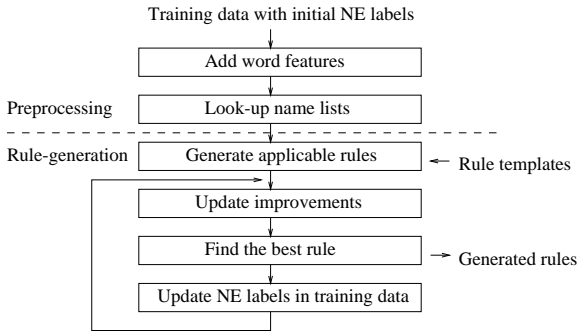 Training data with initial NE labels
Add word features
Preprocessing
Look-up name lists
Rule-generation
Generate applicable rules
Rule templates
Update improvements
Find the best rule
Generated rules
Update NE labels in training data